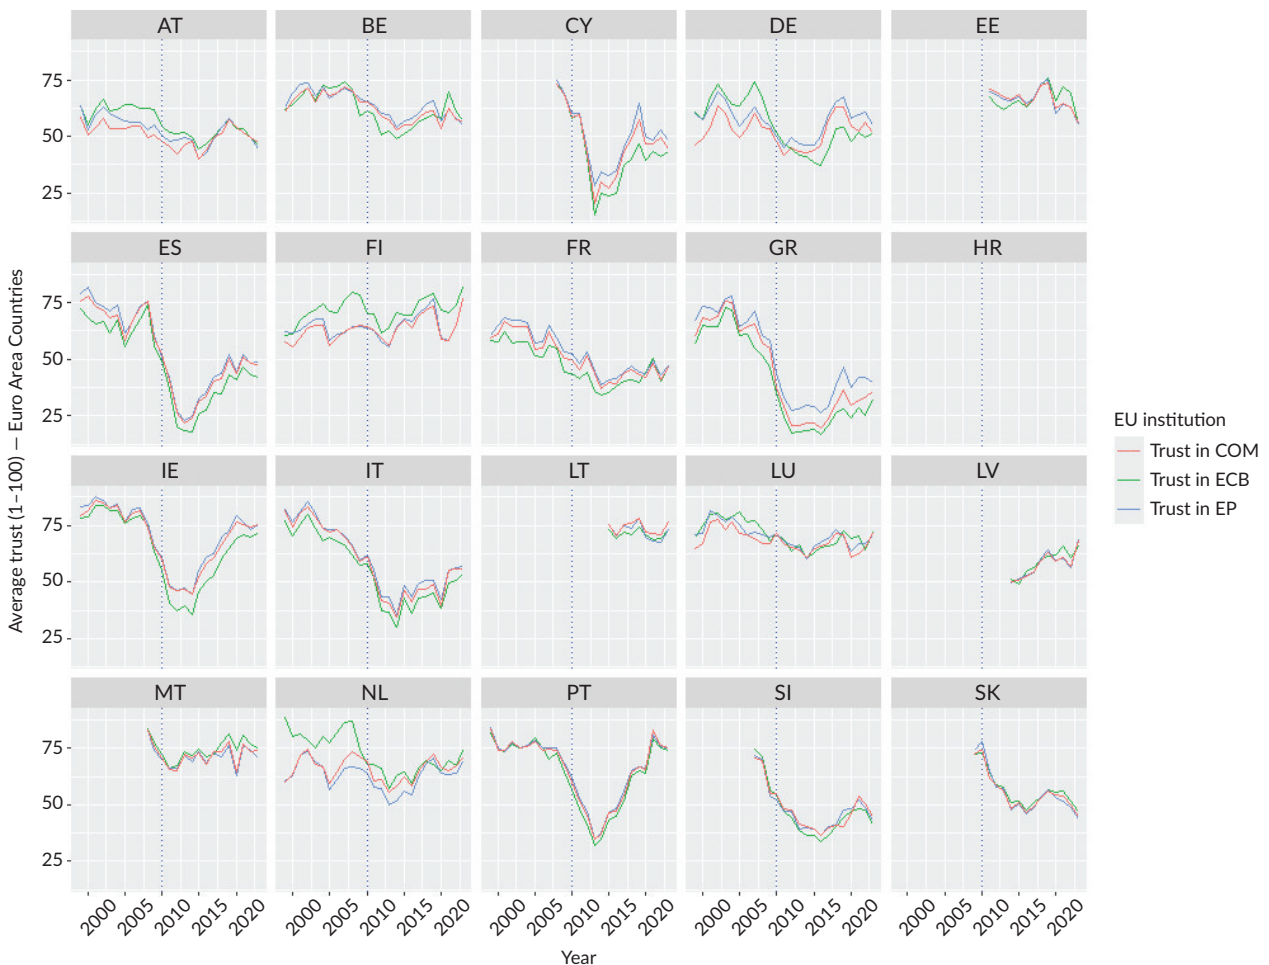 AT BE CY DE EE
75
50
25
ES FI FR GR HR
75
50
25
IE IT LT LU LV
75
50
25
MT NL PT SI SK
75
50
25
2000 2005 2010 2015 2020 2000 2005 2010 2015 2020 2000 2005 2010 2015 2020 2000 2005 2010 2015 2020 2000 2005 2010 2015 2020
Year
Average trust (1–100) — Euro Area Countries
EU institution
Trust in COM
Trust in ECB
Trust in EP